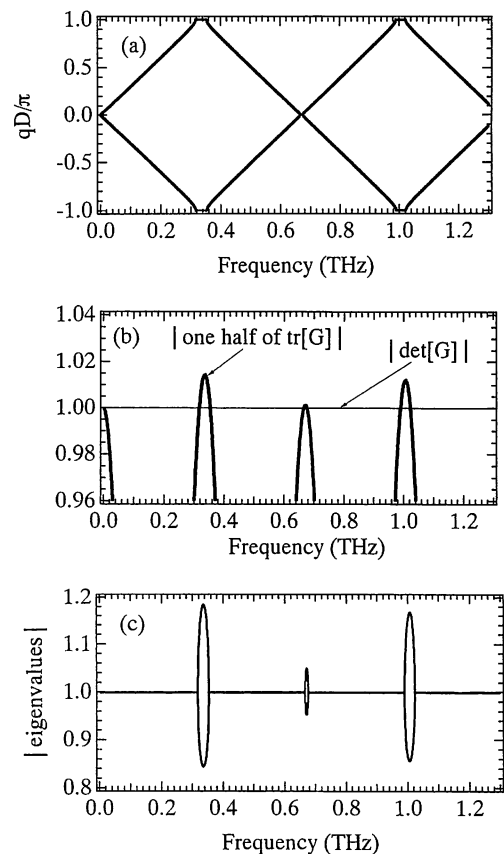 (a)
1.0
0.5
0.0
-0.5
-1.0
qD/π
0.0 0.2 0.4 0.6 0.8 1.0 1.2
Frequency (THz)
(b)
| one half of tr[G] |
| det[G] |
1.04
1.02
1.00
0.98
0.96
0.0 0.2 0.4 0.6 0.8 1.0 1.2
Frequency (THz)
(c)
1.2
1.1
1.0
0.9
0.8
| eigenvalues |
0.0 0.2 0.4 0.6 0.8 1.0 1.2
Frequency (THz)